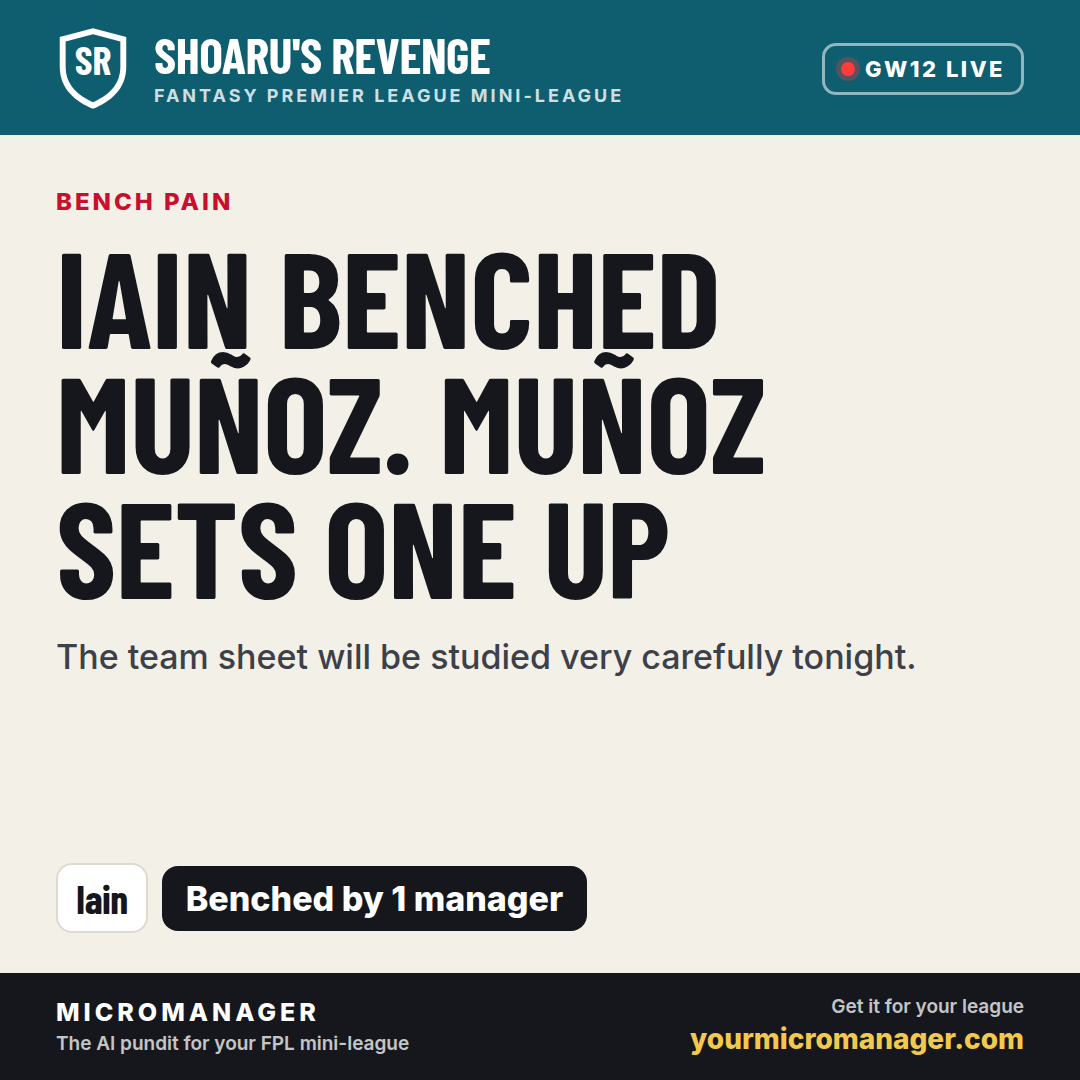 SR
SHOARU'S REVENGE
FANTASY PREMIER LEAGUE MINI-LEAGUE
GW12 LIVE
BENCH PAIN
IAIN BENCHED
MUÑOZ. MUÑOZ
SETS ONE UP
The team sheet will be studied very carefully tonight.
Iain
Benched by 1 manager
MICROMANAGER
The AI pundit for your FPL mini-league
Get it for your league
yourmicromanager.com